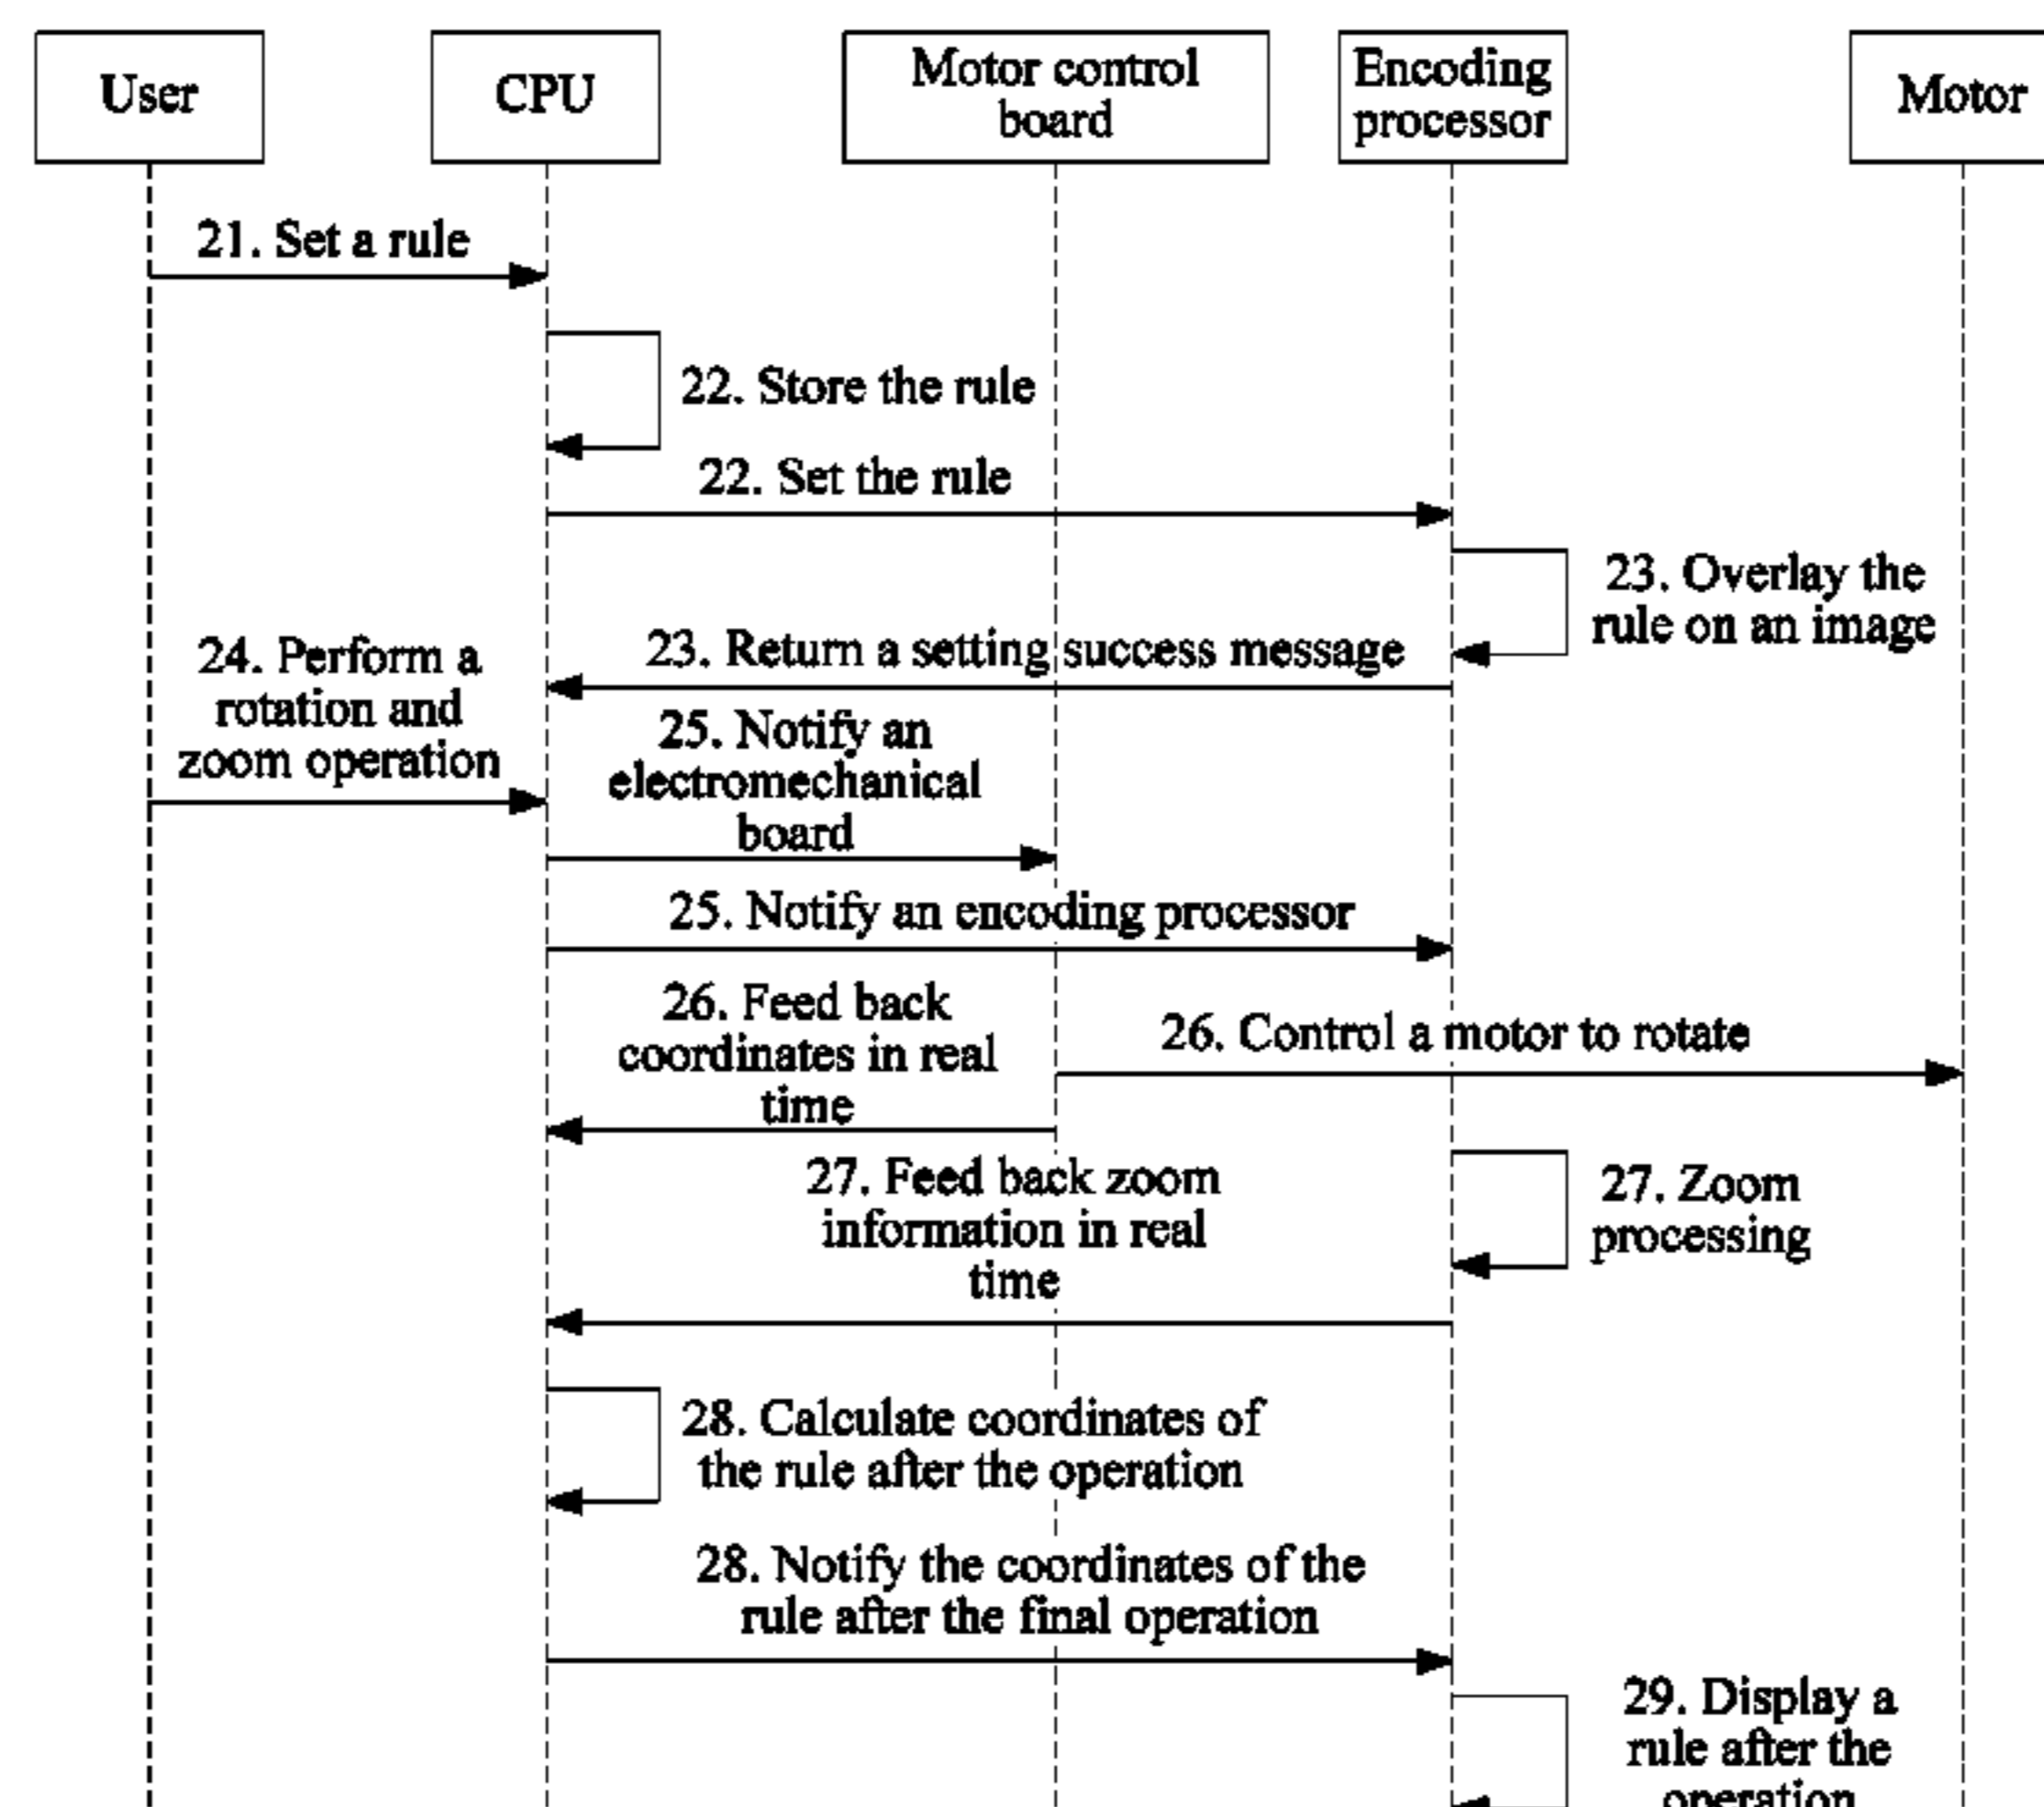 User
CPU
Motor control
board
Encoding
processor
Motor
21. Set a rule
22. Store the rule
22. Set the rule
23. Overlay the
rule on an image
23. Return a setting success message
24. Perform a
rotation and
zoom operation
25. Notify an
electromechanical
board
25. Notify an encoding processor
26. Feed back
coordinates in real
time
26. Control a motor to rotate
27. Feed back zoom
information in real
time
27. Zoom
processing
28. Calculate coordinates of
the rule after the operation
28. Notify the coordinates of the
rule after the final operation
29. Display a
rule after the
operation